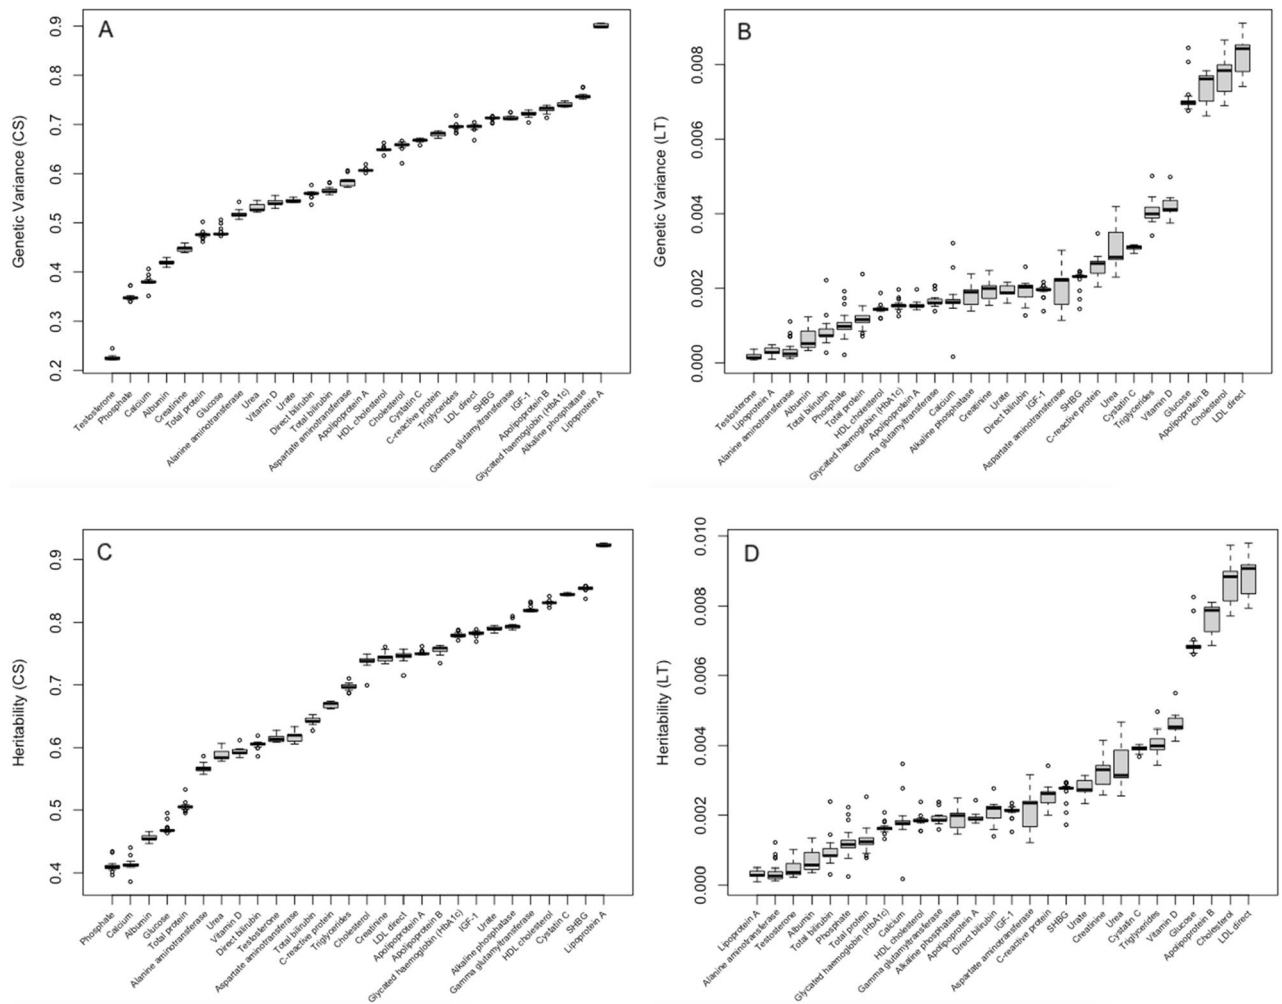 A
Genetic Variance (CS)
0.9
0.8
0.7
0.6
0.5
0.4
0.3
0.2
Testosterone
Phosphate
Calcium
Albumin
Creatinine
Total protein
Glucose
Alanine aminotransferase
Urea
Vitamin D
Urate
Direct bilirubin
Total bilirubin
Aspartate aminotransferase
Apolipoprotein A
HDL cholesterol
Cholesterol
Cystatin C
C-reactive protein
Triglycerides
LDL direct
SHBG
Gamma glutamyltransferase
IGF-1
Apolipoprotein B
Glycated haemoglobin (HbA1c)
Alkaline phosphatase
Lipoprotein A
B
Genetic Variance (LT)
0.008
0.006
0.004
0.002
0.000
Testosterone
Lipoprotein A
Alanine aminotransferase
Albumin
Total bilirubin
Phosphate
Total protein
HDL cholesterol
Glycated haemoglobin (HbA1c)
Apolipoprotein A
Gamma glutamyltransferase
Calcium
Alkaline phosphatase
Creatinine
Urate
Direct bilirubin
IGF-1
Aspartate aminotransferase
SHBG
C-reactive protein
Urea
Cystatin C
Triglycerides
Vitamin D
Glucose
Apolipoprotein B
Cholesterol
LDL direct
C
Heritability (CS)
0.9
0.8
0.7
0.6
0.5
0.4
Phosphate
Calcium
Albumin
Glucose
Total protein
Alanine aminotransferase
Urea
Vitamin D
Direct bilirubin
Testosterone
Aspartate aminotransferase
Total bilirubin
C-reactive protein
Triglycerides
Cholesterol
Creatinine
LDL direct
Apolipoprotein A
Apolipoprotein B
Glycated haemoglobin (HbA1c)
IGF-1
Urate
Alkaline phosphatase
Gamma glutamyltransferase
HDL cholesterol
Cystatin C
SHBG
Lipoprotein A
D
Heritability (LT)
0.010
0.008
0.006
0.004
0.002
0.000
Lipoprotein A
Alanine aminotransferase
Testosterone
Albumin
Total bilirubin
Phosphate
Total protein
Glycated haemoglobin (HbA1c)
Calcium
HDL cholesterol
Gamma glutamyltransferase
Alkaline phosphatase
Apolipoprotein A
Direct bilirubin
IGF-1
Aspartate aminotransferase
C-reactive protein
SHBG
Urate
Creatinine
Urea
Cystatin C
Triglycerides
Vitamin D
Glucose
Apolipoprotein B
Cholesterol
LDL direct